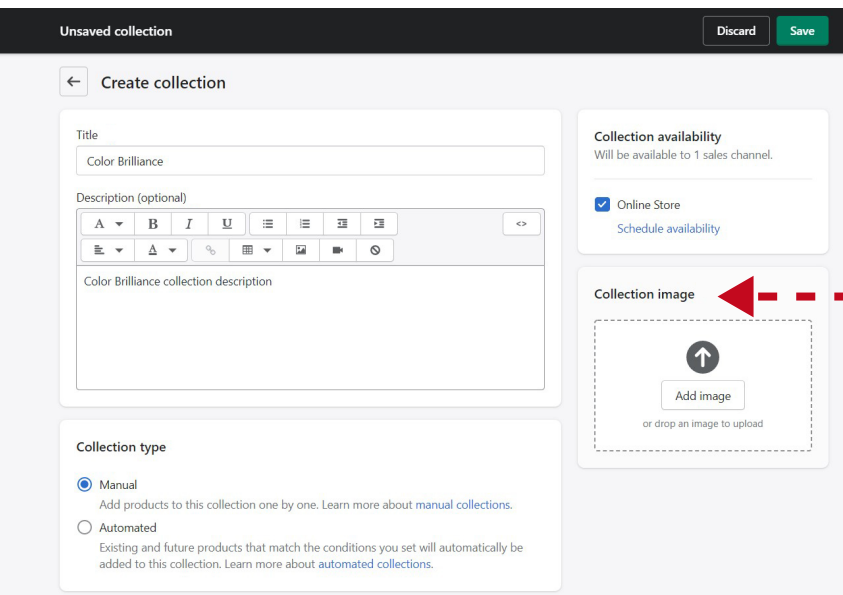 Unsaved collection
Discard
Save
Create collection
Title
Color Brilliance
Description (optional)
A
B
I
U
<>
A
Color Brilliance collection description
Collection type
Manual
Add products to this collection one by one. Learn more about manual collections.
Automated
Existing and future products that match the conditions you set will automatically be
added to this collection. Learn more about automated collections.
Collection availability
Will be available to 1 sales channel.
Online Store
Schedule availability
Collection image
Add image
or drop an image to upload